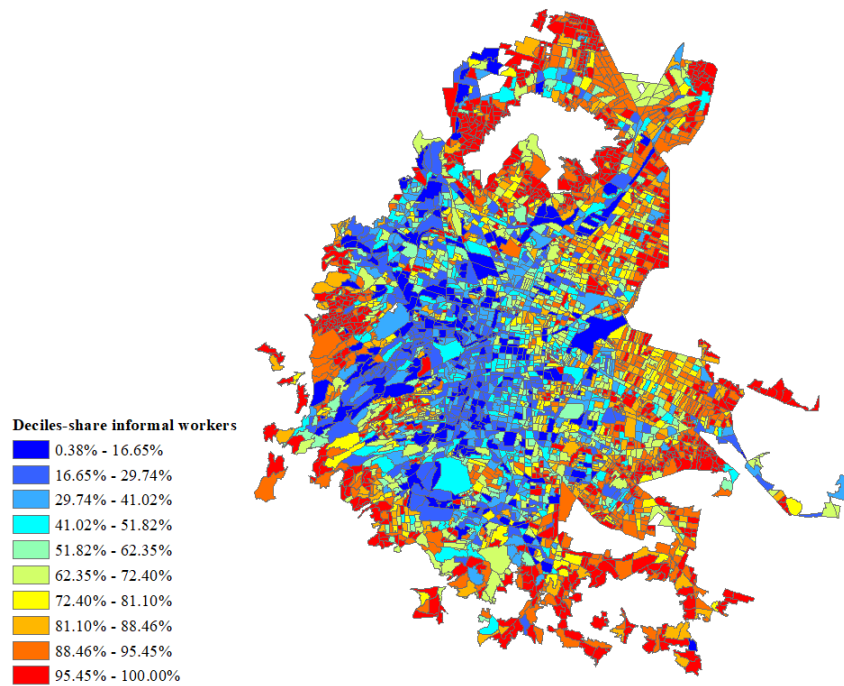 Deciles-share informal workers
0.38% - 16.65%
16.65% - 29.74%
29.74% - 41.02%
41.02% - 51.82%
51.82% - 62.35%
62.35% - 72.40%
72.40% - 81.10%
81.10% - 88.46%
88.46% - 95.45%
95.45% - 100.00%